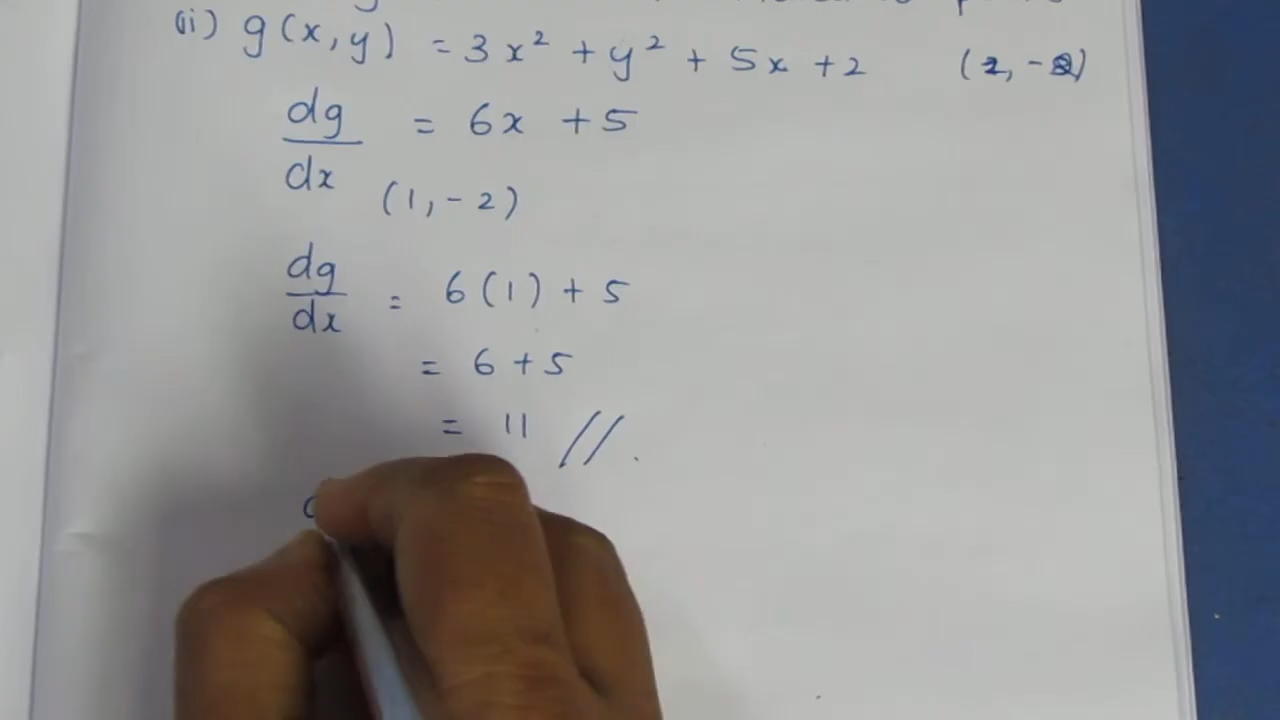 (ii) g(x,y) = 3x² + y² + 5x + 2 (1, -2)
dg/dx = 6x + 5
(1,-2)
dg/dx = 6(1) + 5
= 6 + 5
= 11 //.